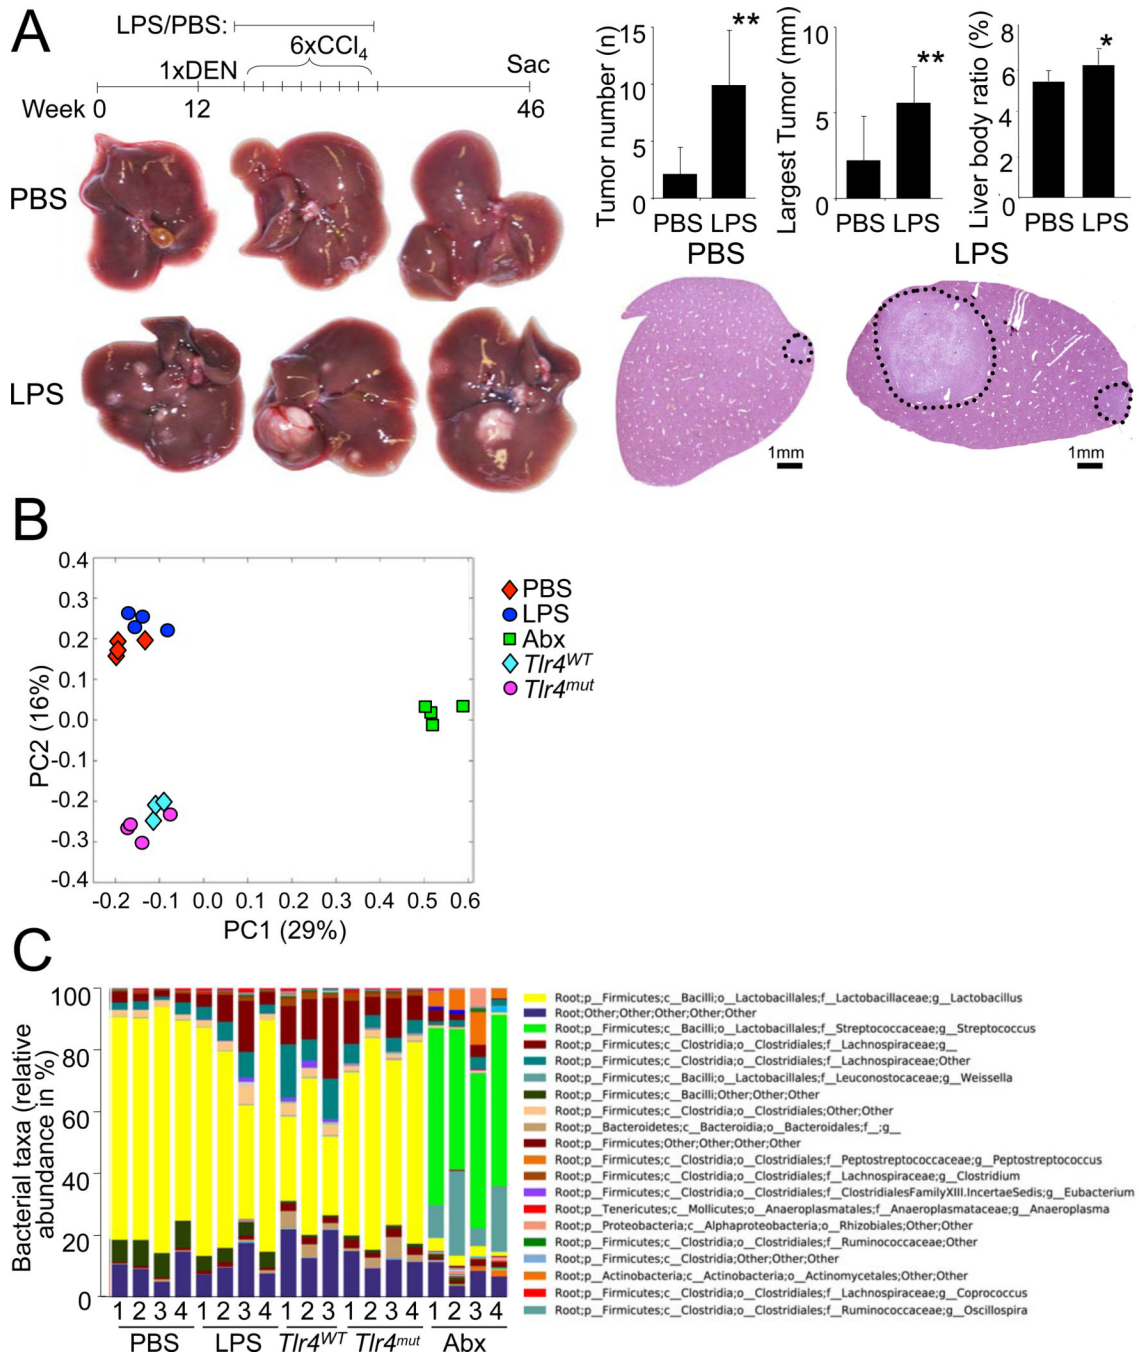 A
LPS/PBS:
6xCCl4
1xDEN
Sac
Week 0 12 46
PBS
LPS
Tumor number (n)
15
10
5
0
**
PBS LPS
Largest Tumor (mm)
10
5
0
**
PBS LPS
Liver body ratio (%)
8
6
4
2
0
*
PBS LPS
PBS
LPS
1mm
1mm
B
PC2 (16%)
0.4
0.3
0.2
0.1
0.0
-0.1
-0.2
-0.3
-0.4
-0.2 -0.1 0.0 0.1 0.2 0.3 0.4 0.5 0.6
PC1 (29%)
PBS
LPS
Abx
Tlr4WT
Tlr4mut
C
Bacterial taxa (relative
abundance in %)
100
80
60
40
20
0
1 2 3 4 1 2 3 4 1 2 3 1 2 3 4 1 2 3 4
PBS LPS Tlr4WT Tlr4mut Abx
Root;p__Firmicutes;c__Bacilli;o__Lactobacillales;f__Lactobacillaceae;g__Lactobacillus
Root;Other;Other;Other;Other;Other
Root;p__Firmicutes;c__Bacilli;o__Lactobacillales;f__Streptococcaceae;g__Streptococcus
Root;p__Firmicutes;c__Clostridia;o__Clostridiales;f__Lachnospiraceae;g__
Root;p__Firmicutes;c__Clostridia;o__Clostridiales;f__Lachnospiraceae;Other
Root;p__Firmicutes;c__Bacilli;o__Lactobacillales;f__Leuconostocaceae;g__Weissella
Root;p__Firmicutes;c__Bacilli;Other;Other;Other
Root;p__Firmicutes;c__Clostridia;o__Clostridiales;Other;Other
Root;p__Bacteroidetes;c__Bacteroidia;o__Bacteroidales;f__;g__
Root;p__Firmicutes;Other;Other;Other;Other
Root;p__Firmicutes;c__Clostridia;o__Clostridiales;f__Peptostreptococcaceae;g__Peptostreptococcus
Root;p__Firmicutes;c__Clostridia;o__Clostridiales;f__Lachnospiraceae;g__Clostridium
Root;p__Firmicutes;c__Clostridia;o__Clostridiales;f__ClostridialesFamilyXIII.IncertaeSedis;g__Eubacterium
Root;p__Tenericutes;c__Mollicutes;o__Anaeroplasmatales;f__Anaeroplasmataceae;g__Anaeroplasma
Root;p__Proteobacteria;c__Alphaproteobacteria;o__Rhizobiales;Other;Other
Root;p__Firmicutes;c__Clostridia;o__Clostridiales;f__Ruminococcaceae;Other
Root;p__Firmicutes;c__Clostridia;Other;Other;Other
Root;p__Actinobacteria;c__Actinobacteria;o__Actinomycetales;Other;Other
Root;p__Firmicutes;c__Clostridia;o__Clostridiales;f__Lachnospiraceae;g__Coprococcus
Root;p__Firmicutes;c__Clostridia;o__Clostridiales;f__Ruminococcaceae;g__Oscillospira